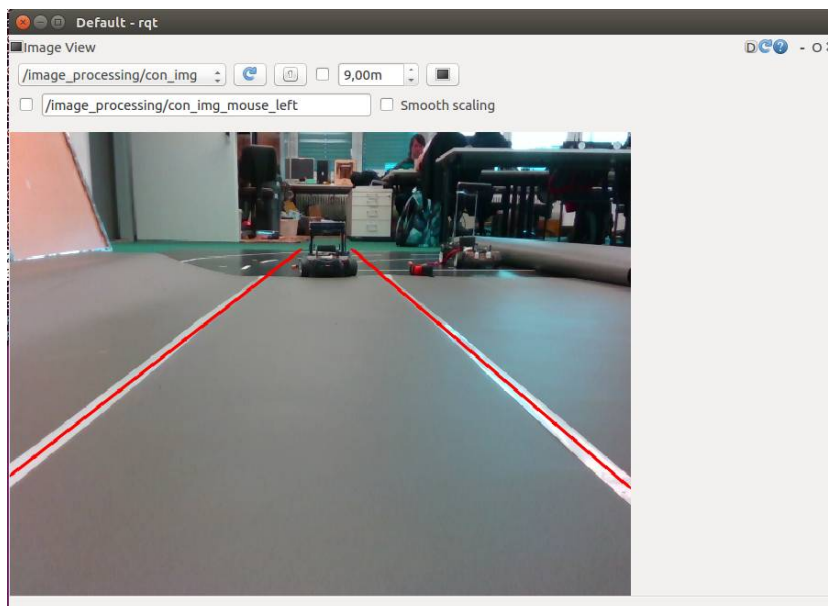 Default - rqt
Image View
D - O
/image_processing/con_img 9,00m
/image_processing/con_img_mouse_left Smooth scaling